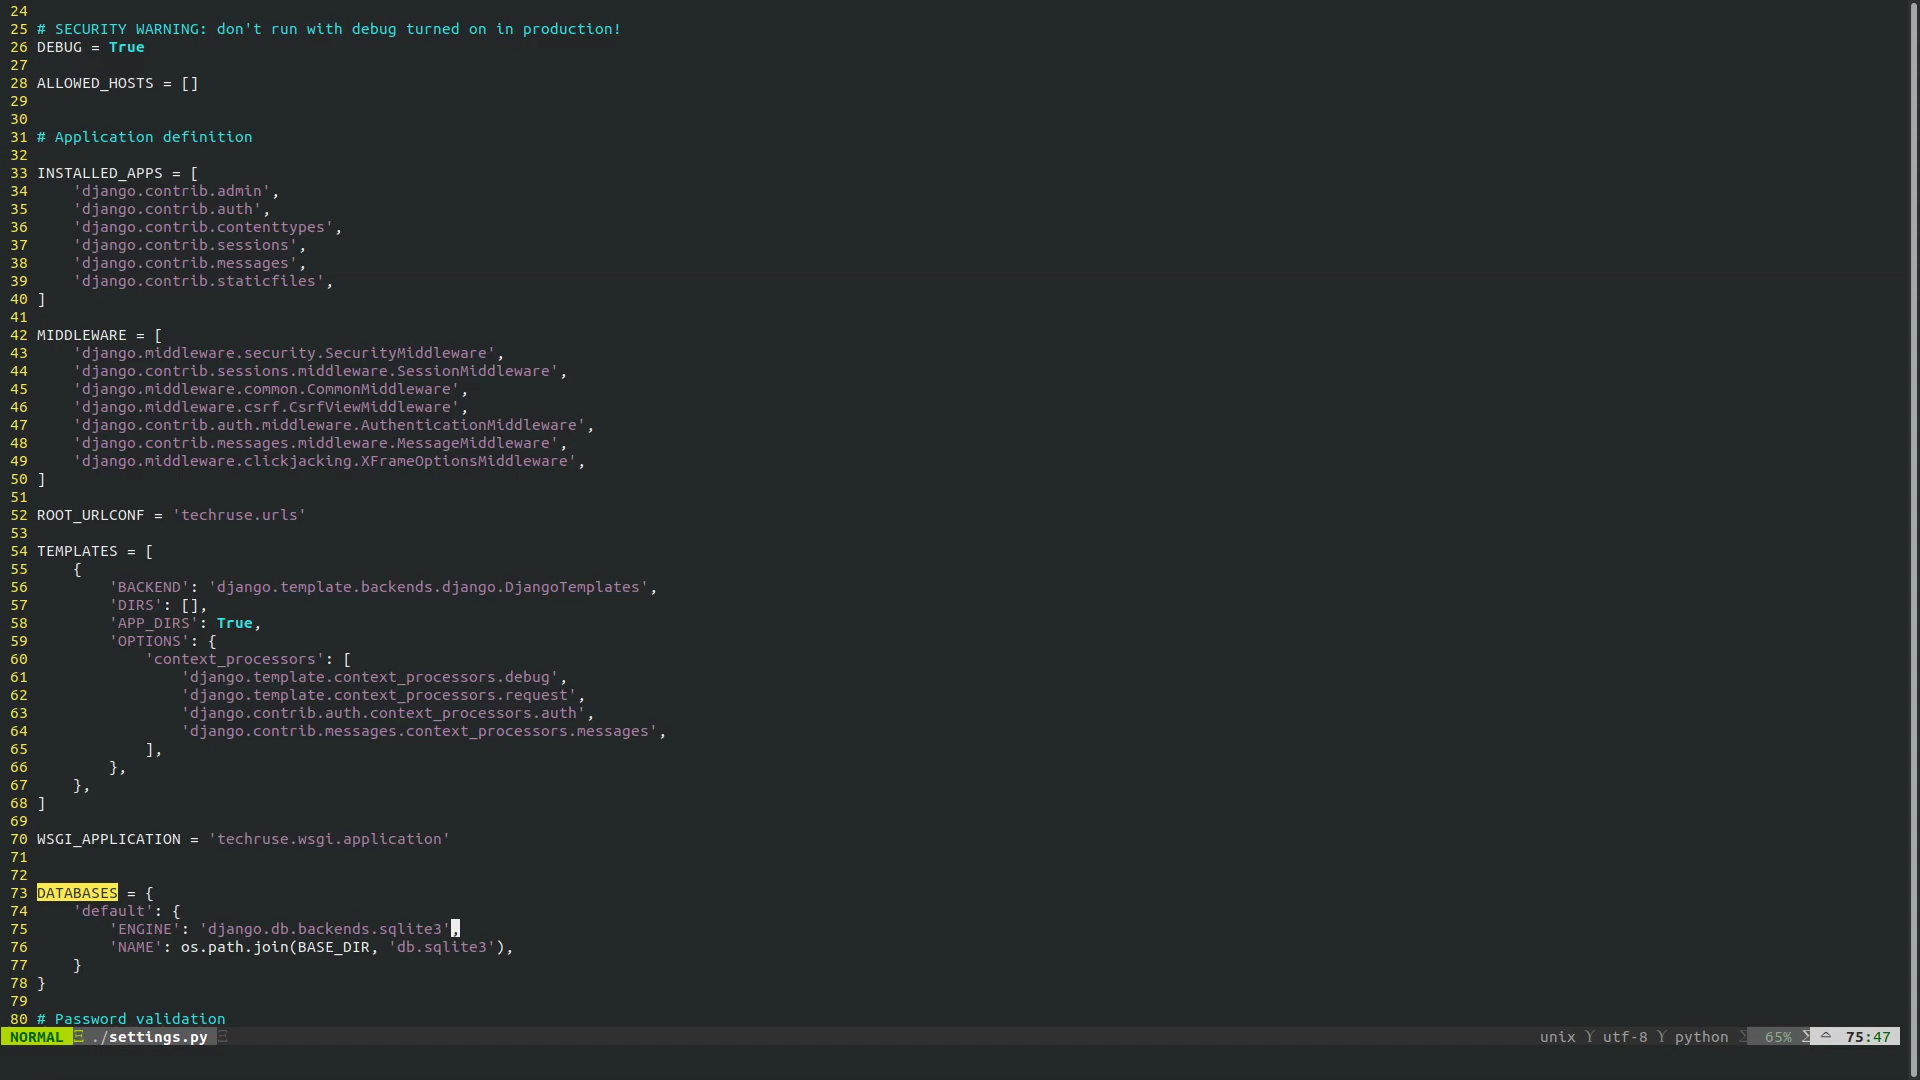 24
25 # SECURITY WARNING: don't run with debug turned on in production!
26 DEBUG = True
27
28 ALLOWED_HOSTS = []
29
30
31 # Application definition
32
33 INSTALLED_APPS = [
34     'django.contrib.admin',
35     'django.contrib.auth',
36     'django.contrib.contenttypes',
37     'django.contrib.sessions',
38     'django.contrib.messages',
39     'django.contrib.staticfiles',
40 ]
41
42 MIDDLEWARE = [
43     'django.middleware.security.SecurityMiddleware',
44     'django.contrib.sessions.middleware.SessionMiddleware',
45     'django.middleware.common.CommonMiddleware',
46     'django.middleware.csrf.CsrfViewMiddleware',
47     'django.contrib.auth.middleware.AuthenticationMiddleware',
48     'django.contrib.messages.middleware.MessageMiddleware',
49     'django.middleware.clickjacking.XFrameOptionsMiddleware',
50 ]
51
52 ROOT_URLCONF = 'techruse.urls'
53
54 TEMPLATES = [
55     {
56         'BACKEND': 'django.template.backends.django.DjangoTemplates',
57         'DIRS': [],
58         'APP_DIRS': True,
59         'OPTIONS': {
60             'context_processors': [
61                 'django.template.context_processors.debug',
62                 'django.template.context_processors.request',
63                 'django.contrib.auth.context_processors.auth',
64                 'django.contrib.messages.context_processors.messages',
65             ],
66         },
67     },
68 ]
69
70 WSGI_APPLICATION = 'techruse.wsgi.application'
71
72
73 DATABASES = {
74     'default': {
75         'ENGINE': 'django.db.backends.sqlite3',
76         'NAME': os.path.join(BASE_DIR, 'db.sqlite3'),
77     }
78 }
79
80 # Password validation
NORMAL ./settings.py unix utf-8 python 65% 75:47